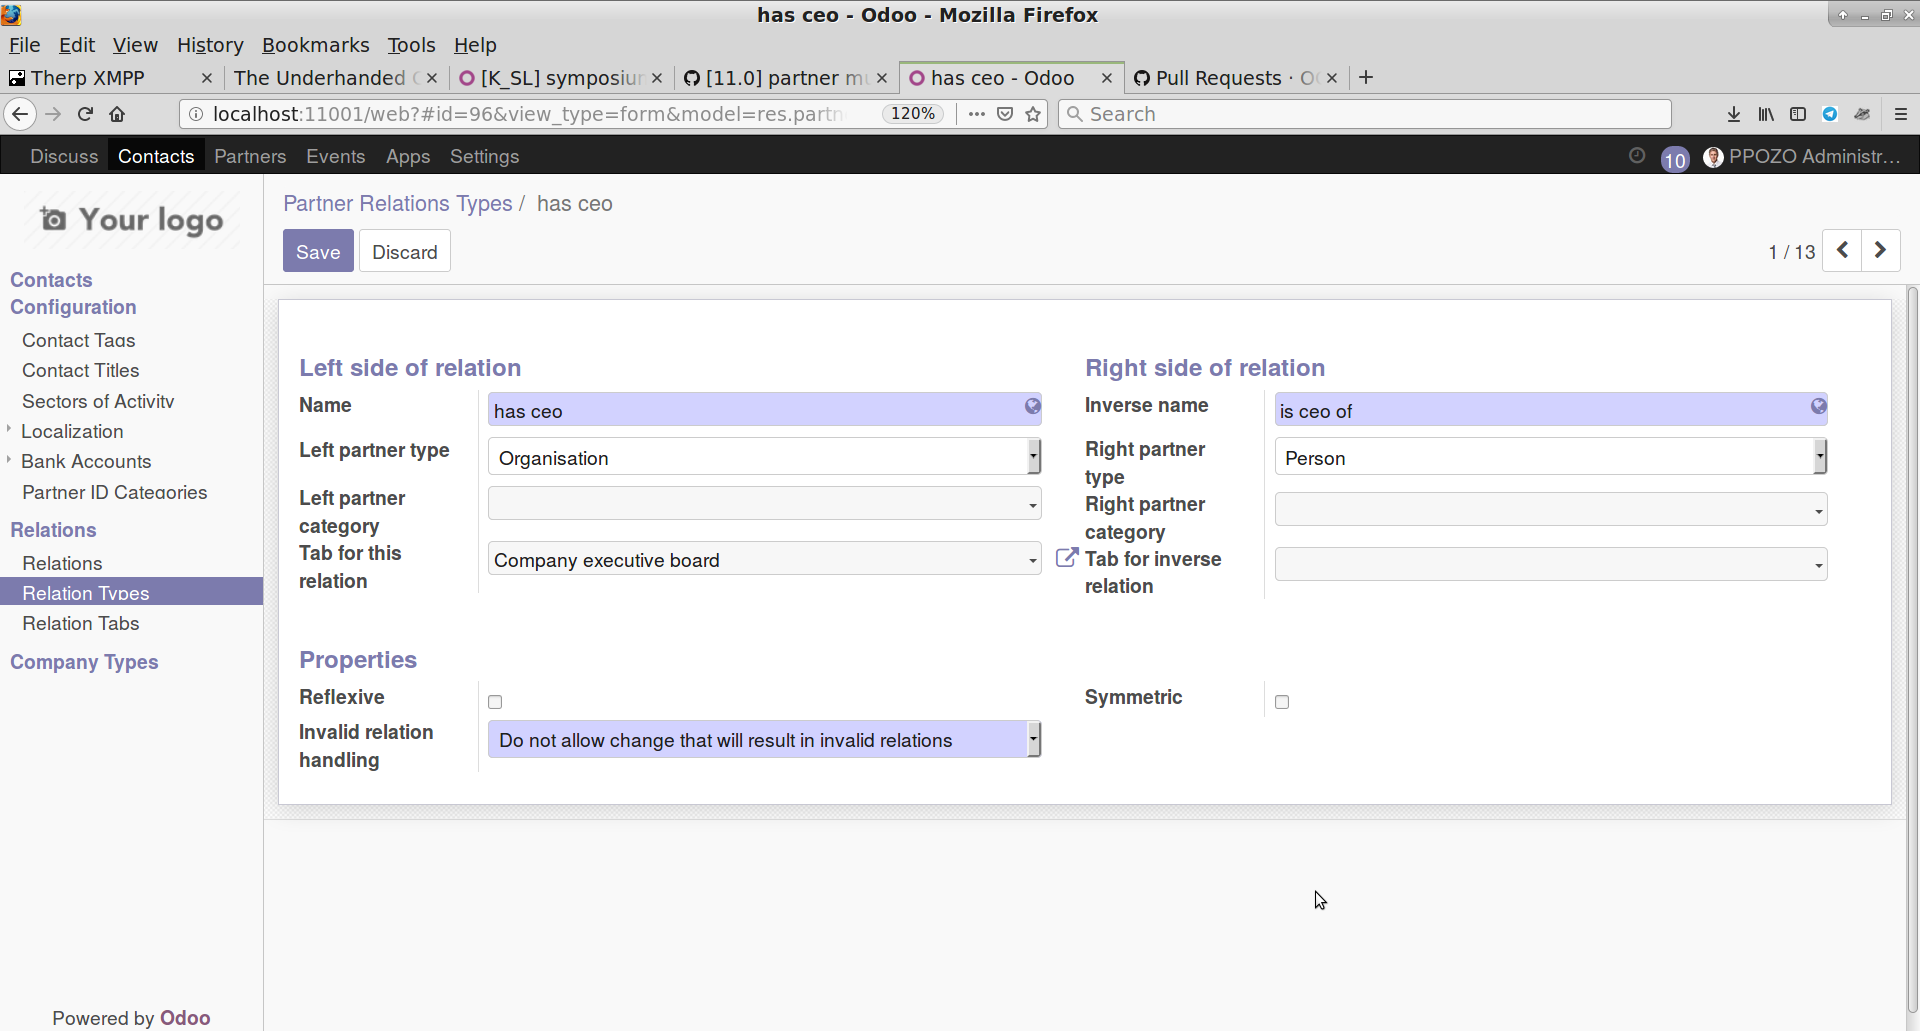 has ceo - Odoo - Mozilla Firefox
File Edit View History Bookmarks Tools Help
Therp XMPP The Underhanded [K_SL] symposiu [11.0] partner m has ceo - Odoo Pull Requests · O
localhost:11001/web?#id=96&view_type=form&model=res.partn 120% Search
Discuss Contacts Partners Events Apps Settings 10 PPOZO Administr...
Your logo
Contacts
Configuration
Contact Tags
Contact Titles
Sectors of Activity
Localization
Bank Accounts
Partner ID Categories
Relations
Relations
Relation Types
Relation Tabs
Company Types
Powered by Odoo
Partner Relations Types / has ceo
Save Discard 1 / 13
Left side of relation
Name has ceo
Left partner type Organisation
Left partner
category
Tab for this
relation
Company executive board
Right side of relation
Inverse name is ceo of
Right partner
type
Person
Right partner
category
Tab for inverse
relation
Properties
Reflexive
Symmetric
Invalid relation
handling
Do not allow change that will result in invalid relations